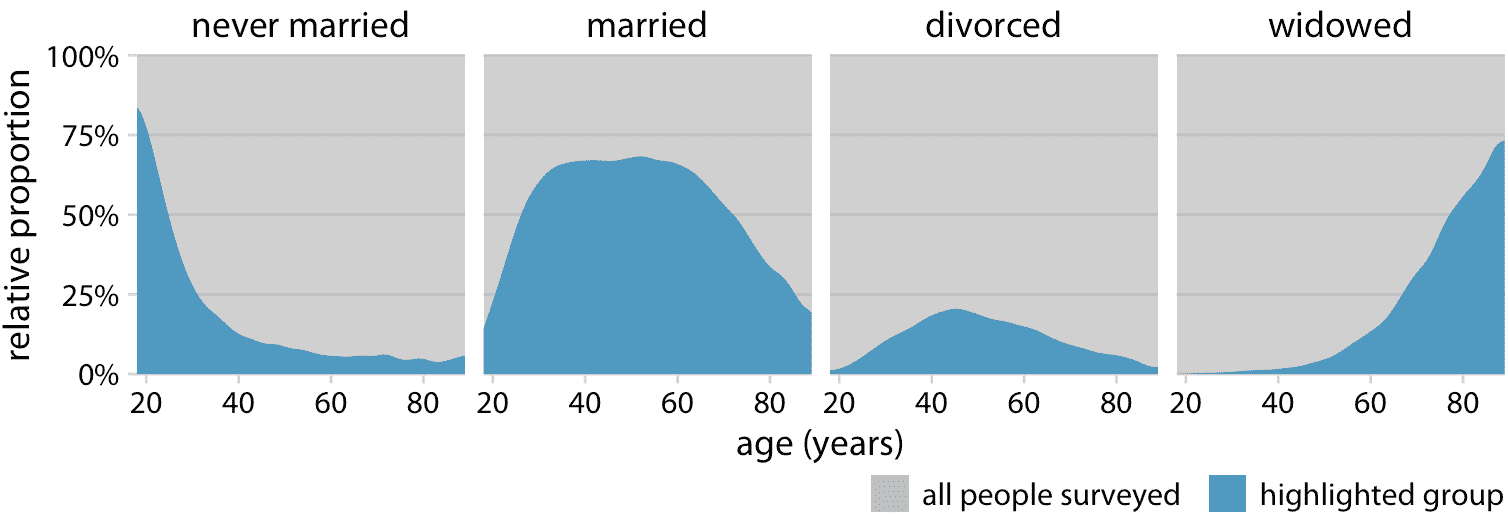 never married married divorced widowed
relative proportion
100%
75%
50%
25%
0%
20 40 60 80 20 40 60 80 20 40 60 80 20 40 60 80
age (years)
all people surveyed highlighted group